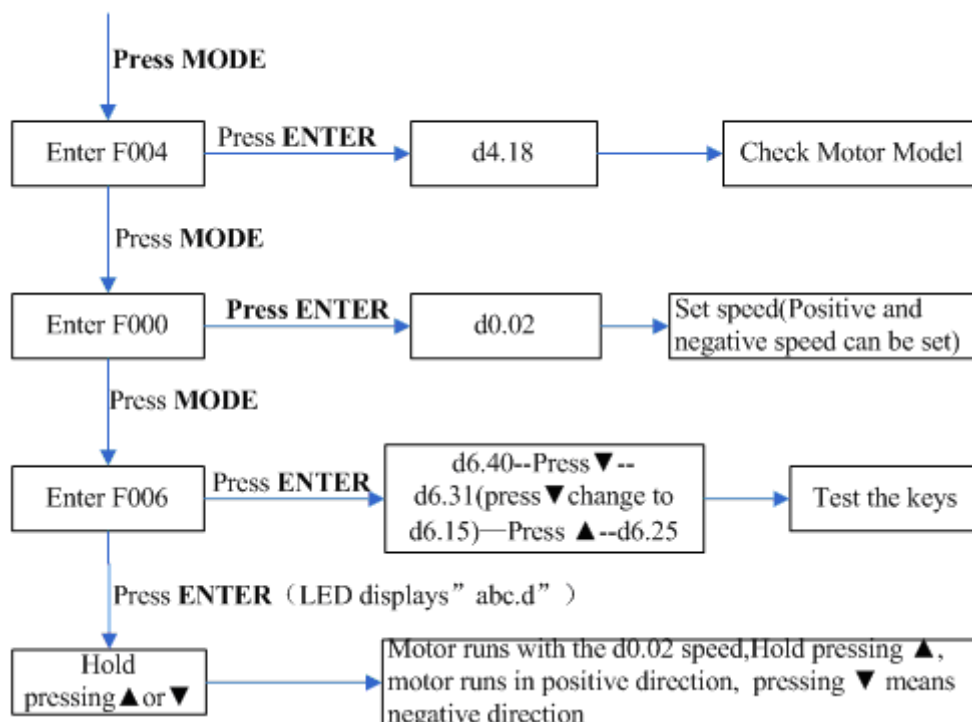 Press MODE
Enter F004
Press ENTER
d4.18
Check Motor Model
Press MODE
Enter F000
Press ENTER
d0.02
Set speed(Positive and
negative speed can be set)
Press MODE
Enter F006
Press ENTER
d6.40--Press▼--
d6.31(press▼change to
d6.15)—Press ▲--d6.25
Test the keys
Press ENTER（LED displays” abc.d” ）
Hold
pressing▲or▼
Motor runs with the d0.02 speed,Hold pressing ▲,
motor runs in positive direction, pressing ▼ means
negative direction